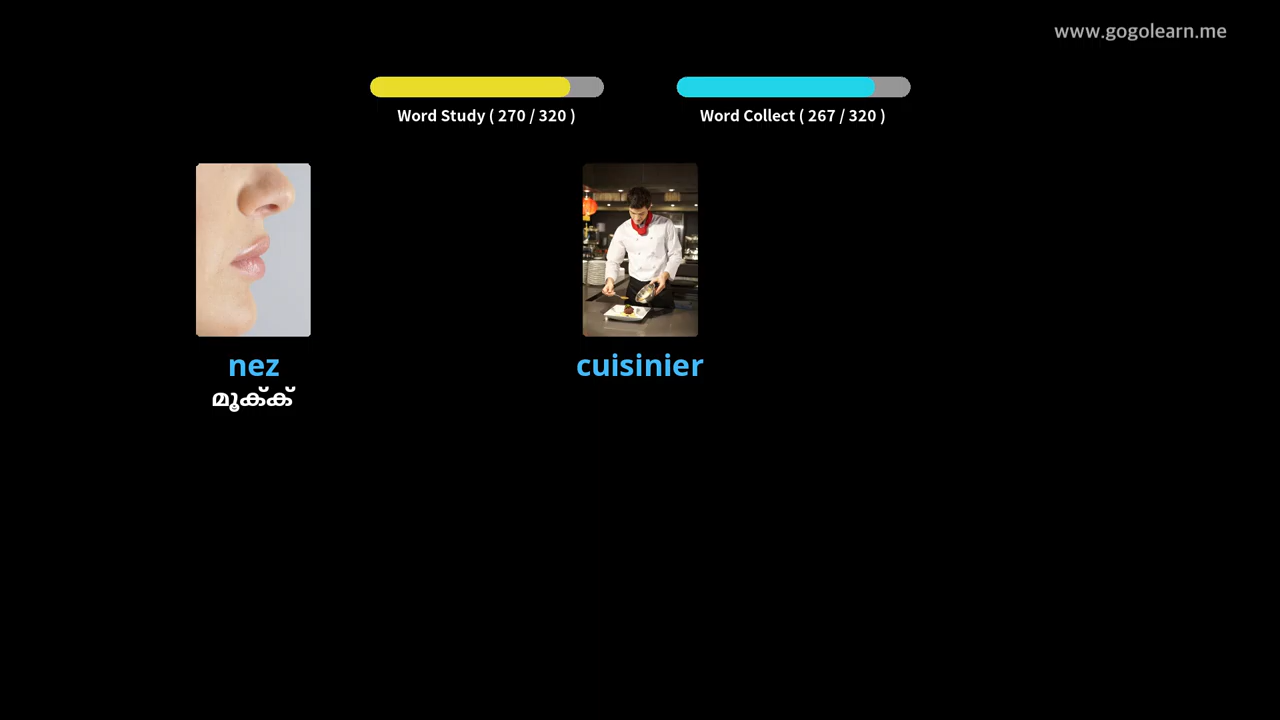 www.gogolearn.me
Word Study ( 270 / 320 )
Word Collect ( 267 / 320 )
nez
മൂക്ക്
cuisinier